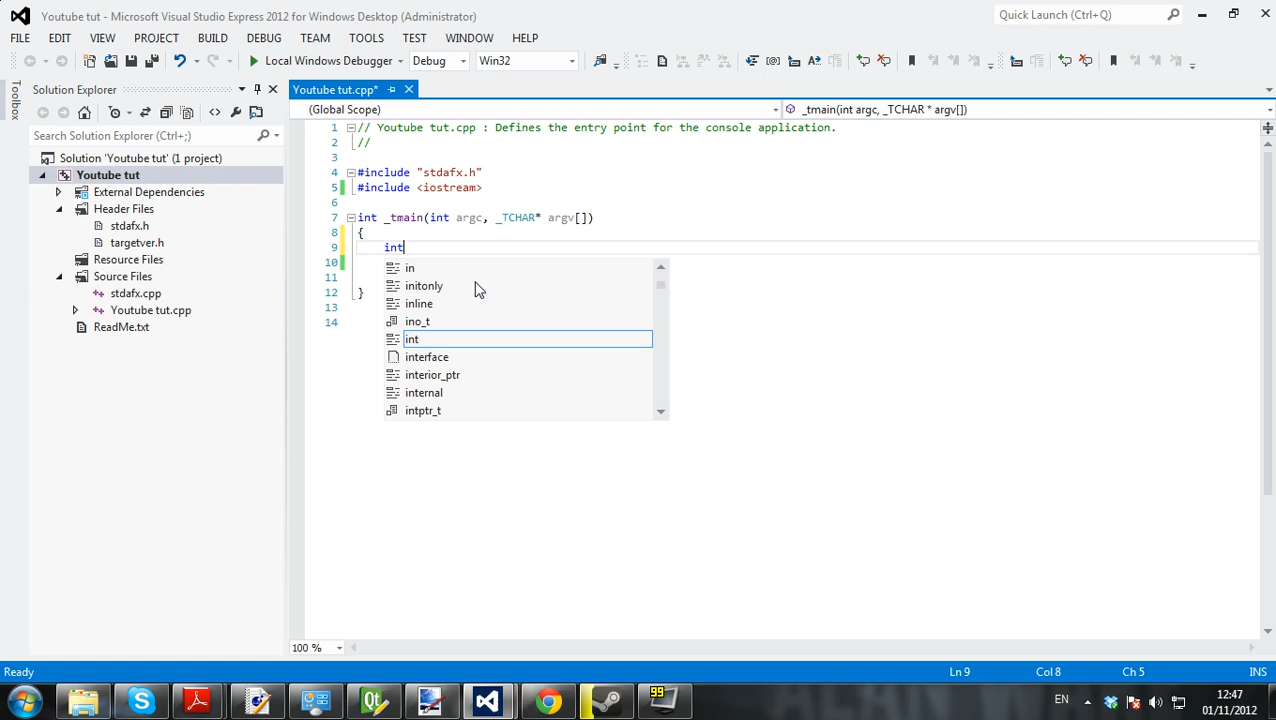 Youtube tut - Microsoft Visual Studio Express 2012 for Windows Desktop (Administrator)
Quick Launch (Ctrl+Q)
FILE EDIT VIEW PROJECT BUILD DEBUG TEAM TOOLS TEST WINDOW HELP
Local Windows Debugger Debug Win32
Toolbox
Solution Explorer
Search Solution Explorer (Ctrl+;)
Solution 'Youtube tut' (1 project)
Youtube tut
External Dependencies
Header Files
stdafx.h
targetver.h
Resource Files
Source Files
stdafx.cpp
Youtube tut.cpp
ReadMe.txt
Youtube tut.cpp*
(Global Scope) _tmain(int argc, _TCHAR * argv[])
1 // Youtube tut.cpp : Defines the entry point for the console application.
2 //
3
4 #include "stdafx.h"
5 #include <iostream>
6
7 int _tmain(int argc, _TCHAR* argv[])
8 {
9 int
10
11
12 }
13
14
in
initonly
inline
ino_t
int
interface
interior_ptr
internal
intptr_t
100 %
Ready Ln 9 Col 8 Ch 5 INS
99
EN
12:47
01/11/2012